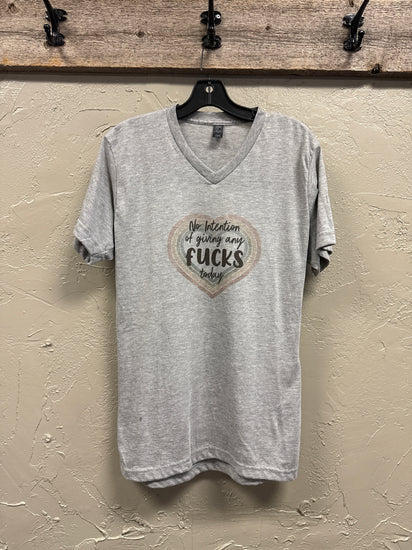 No Intention
of giving any
FUCKS
today